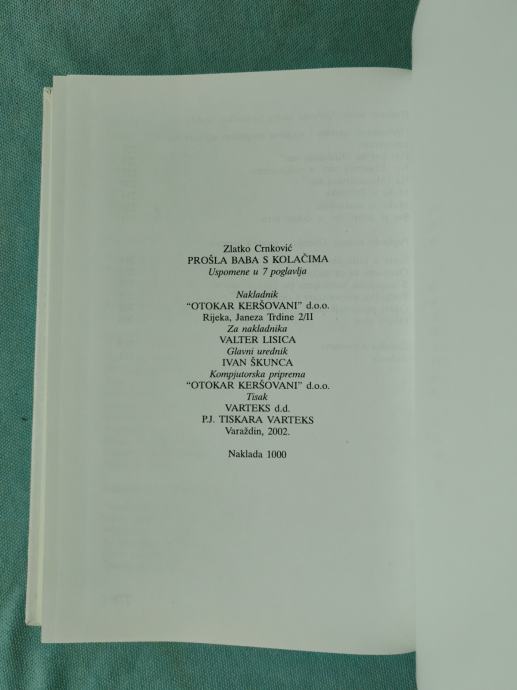 Zlatko Crnković
PROŠLA BABA S KOLAČIMA
Uspomene u 7 poglavlja
Nakladnik
“OTOKAR KERŠOVANI” d.o.o.
Rijeka, Janeza Trdine 2/II
Za nakladnika
VALTER LISICA
Glavni urednik
IVAN ŠKUNCA
Kompjutorska priprema
“OTOKAR KERŠOVANI” d.o.o.
Tisak
VARTEKS d.d.
P.J. TISKARA VARTEKS
Varaždin, 2002.
Naklada 1000